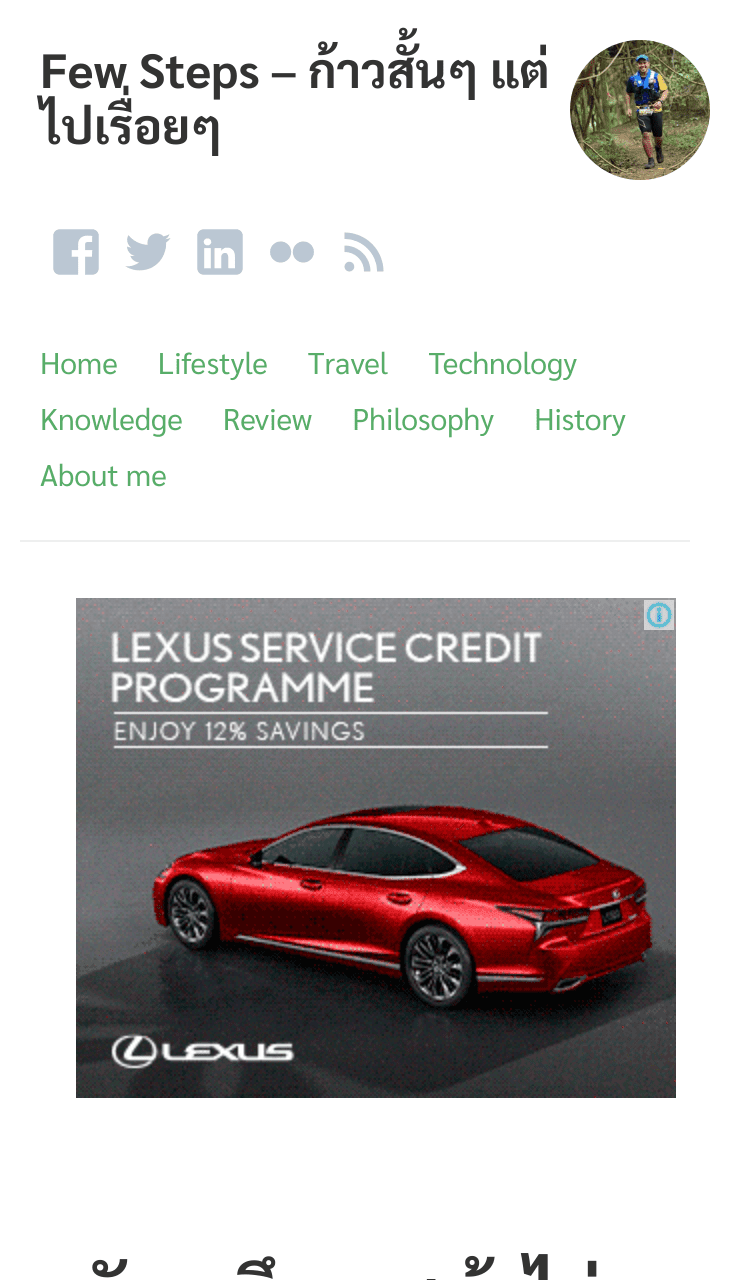 Few Steps – ก้าวสั้นๆ แต่
ไปเรื่อยๆ
Home Lifestyle Travel Technology
Knowledge Review Philosophy History
About me
LEXUS SERVICE CREDIT
PROGRAMME
ENJOY 12% SAVINGS
LEXUS